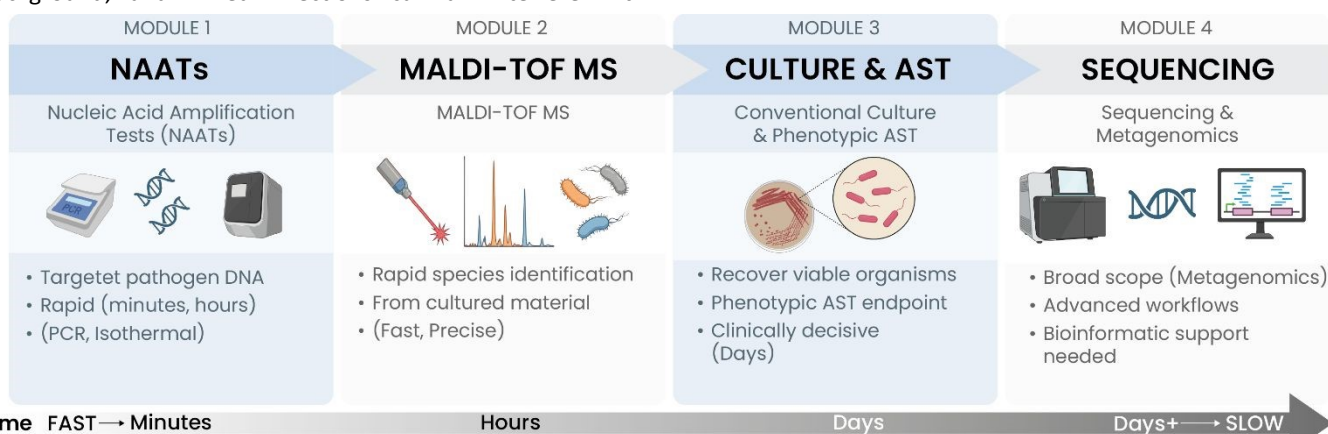 MODULE 1
NAATs
Nucleic Acid Amplification
Tests (NAATs)
PCR
• Targetet pathogen DNA
• Rapid (minutes, hours)
• (PCR, Isothermal)
MODULE 2
MALDI-TOF MS
MALDI-TOF MS
• Rapid species identification
• From cultured material
• (Fast, Precise)
MODULE 3
CULTURE & AST
Conventional Culture
& Phenotypic AST
• Recover viable organisms
• Phenotypic AST endpoint
• Clinically decisive
(Days)
MODULE 4
SEQUENCING
Sequencing &
Metagenomics
• Broad scope (Metagenomics)
• Advanced workflows
• Bioinformatic support
needed
me FAST → Minutes Hours Days Days+ → SLOW